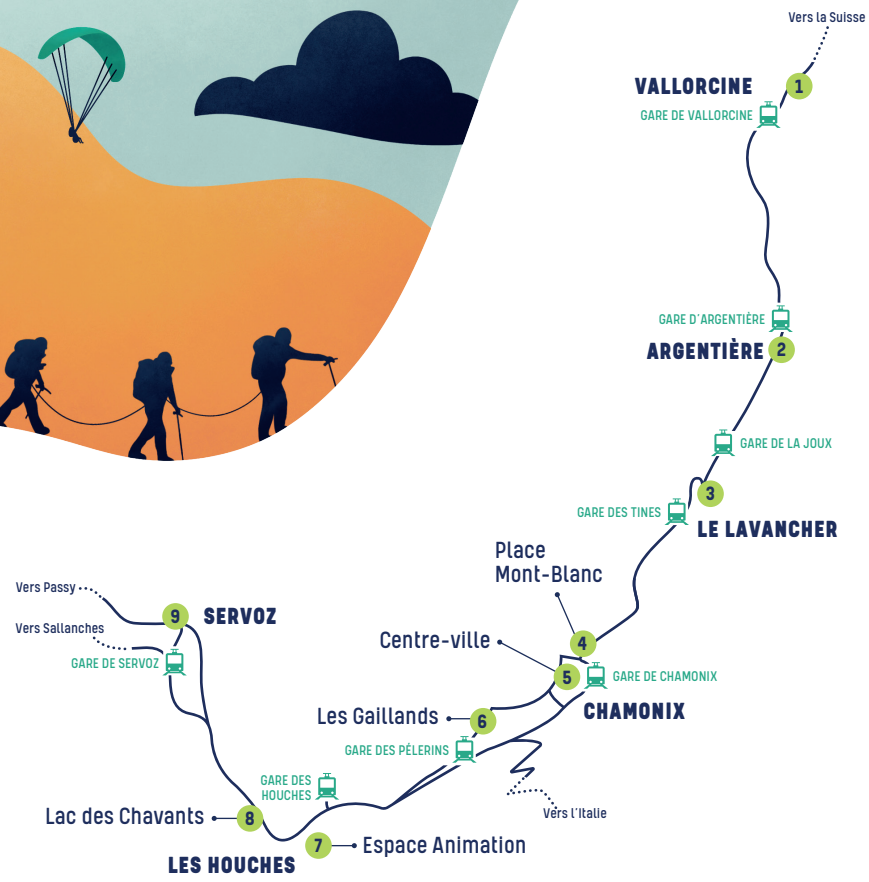 Vers la Suisse
VALLORCINE
1
GARE DE VALLORCINE
GARE D'ARGENTIÈRE
ARGENTIÈRE
2
GARE DE LA JOUX
3
GARE DES TINES
LE LAVANCHER
Place
Mont-Blanc
Vers Passy
9
SERVOZ
Vers Sallanches
Centre-ville
4
GARE DE SERVOZ
5
GARE DE CHAMONIX
CHAMONIX
Les Gaillands
6
GARE DES PÉLERINS
GARE DES
HOUCHES
Vers l'Italie
Lac des Chavants
8
7
Espace Animation
LES HOUCHES